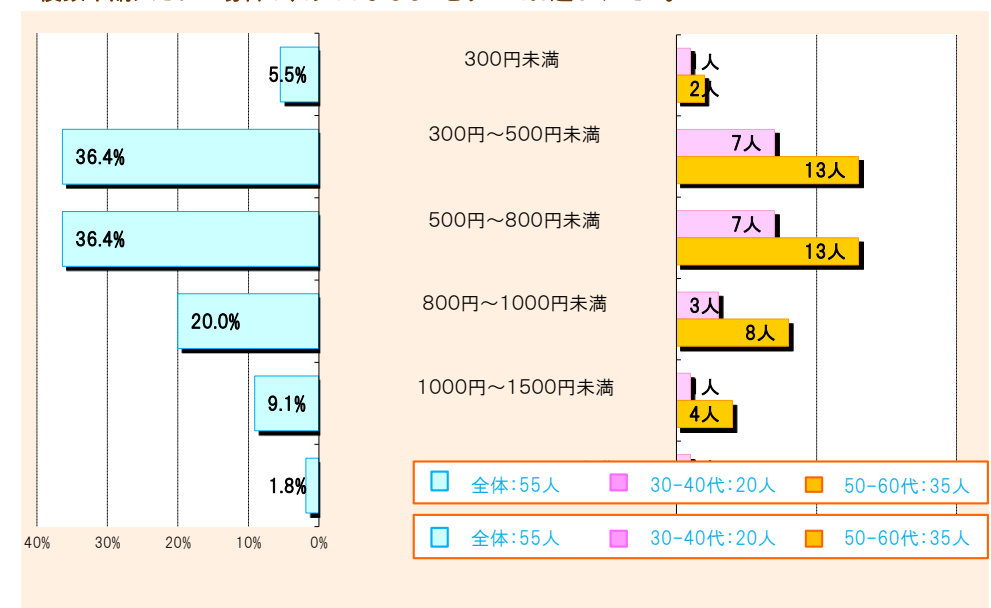 5.5% 300円未満 1人
2人
36.4% 300円～500円未満 7人
13人
36.4% 500円～800円未満 7人
13人
20.0% 800円～1000円未満 3人
8人
9.1% 1000円～1500円未満 1人
4人
1.8%
全体：55人 30-40代：20人 50-60代：35人
全体：55人 30-40代：20人 50-60代：35人
40% 30% 20% 10% 0%